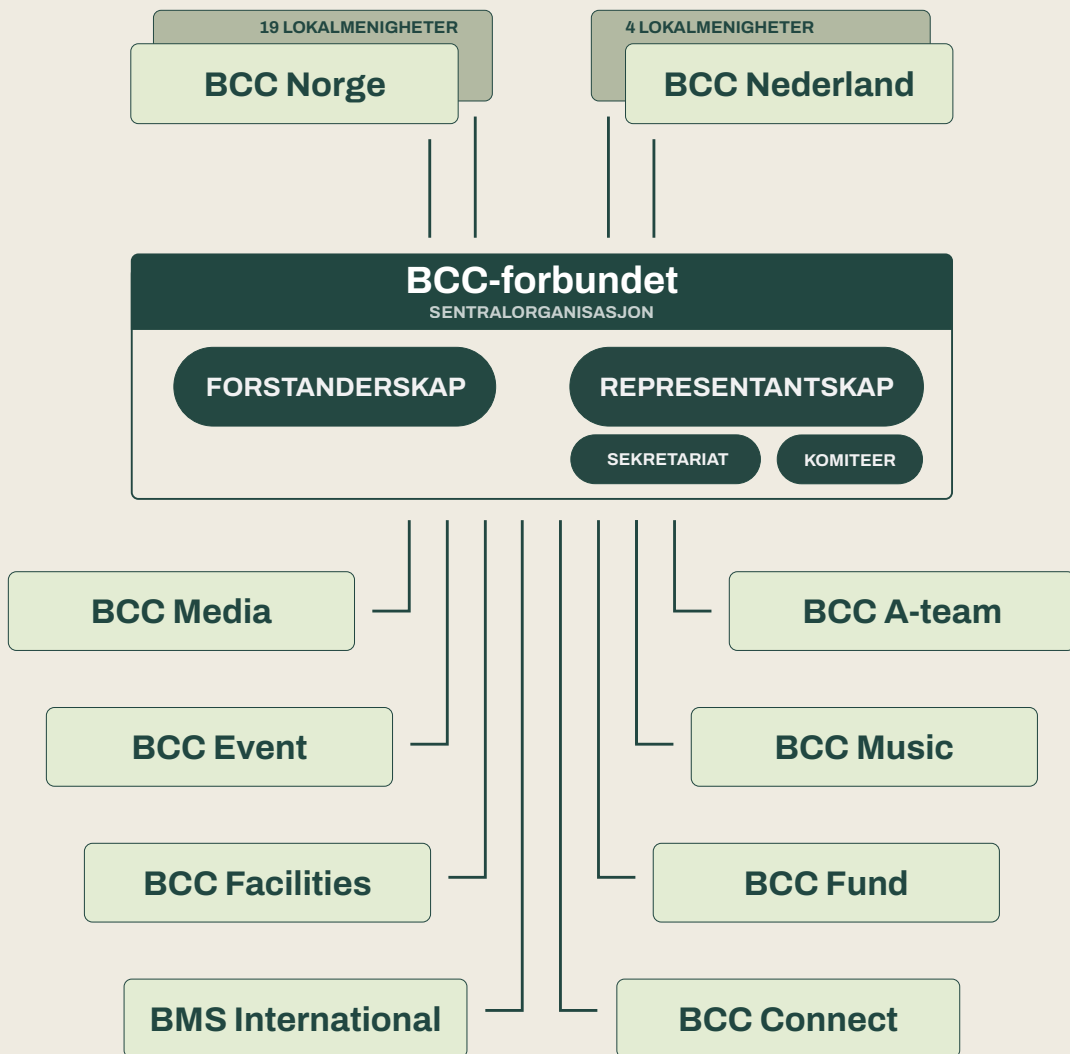 19 LOKALMENIGHETER
BCC Norge
4 LOKALMENIGHETER
BCC Nederland
BCC-forbundet
SENTRALORGANISASJON
FORSTANDERSKAP
REPRESENTANTSKAP
SEKRETARIAT
KOMITEER
BCC Media
BCC A-team
BCC Event
BCC Music
BCC Facilities
BCC Fund
BMS International
BCC Connect